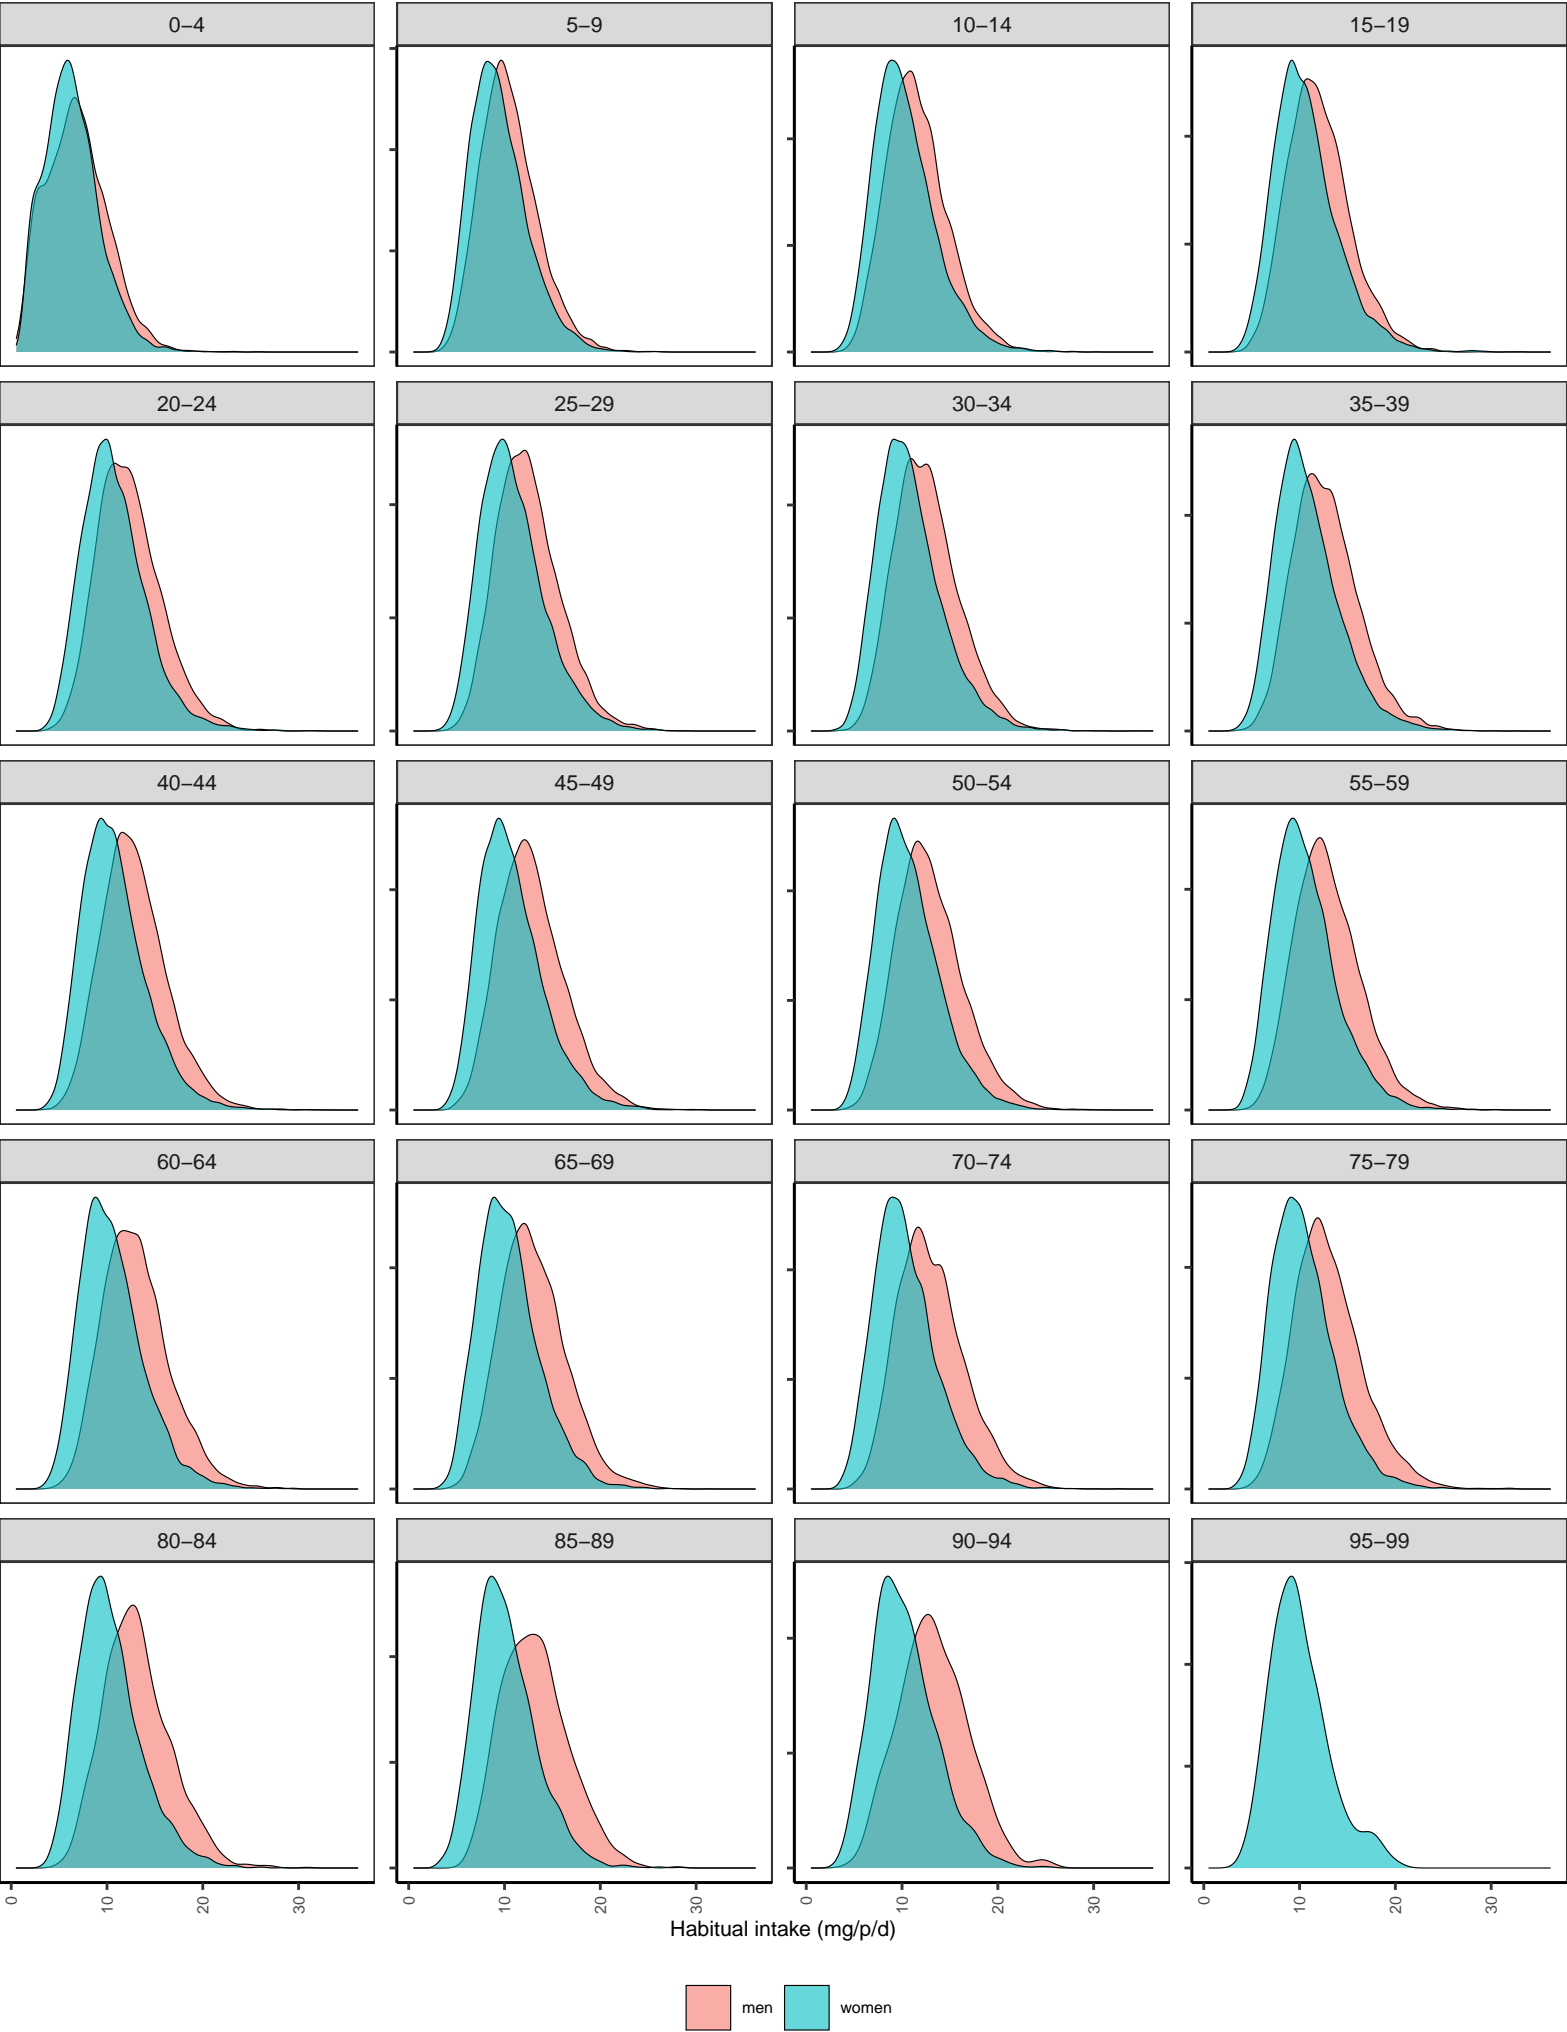 0–4 5–9 10–14 15–19
20–24 25–29 30–34 35–39
40–44 45–49 50–54 55–59
60–64 65–69 70–74 75–79
80–84 85–89 90–94 95–99
0 10 20 30 0 10 20 30 0 10 20 30 0 10 20 30
Habitual intake (mg/p/d)
men women